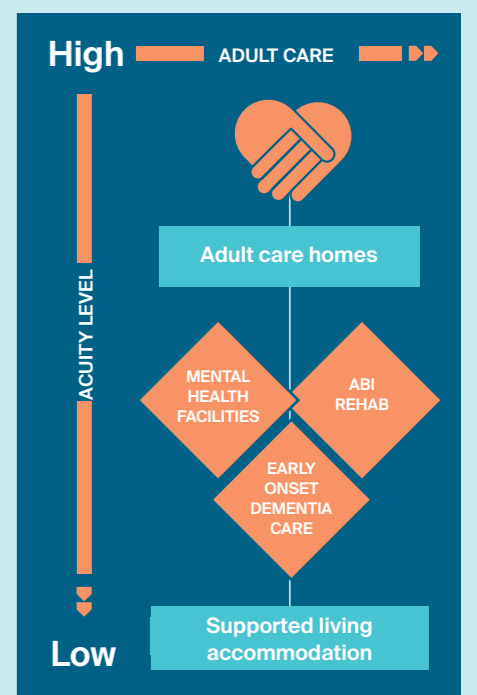 High
ADULT CARE
ACUITY LEVEL
Adult care homes
MENTAL
HEALTH
FACILITIES
ABI
REHAB
EARLY
ONSET
DEMENTIA
CARE
Supported living
accommodation
Low